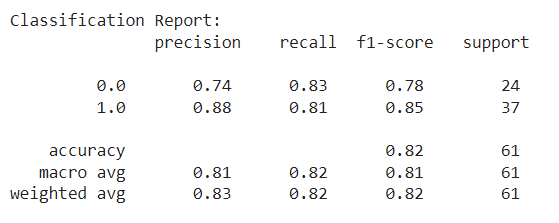 Classification Report:
precision recall f1-score support
0.0 0.74 0.83 0.78 24
1.0 0.88 0.81 0.85 37
accuracy 0.82 61
macro avg 0.81 0.82 0.81 61
weighted avg 0.83 0.82 0.82 61